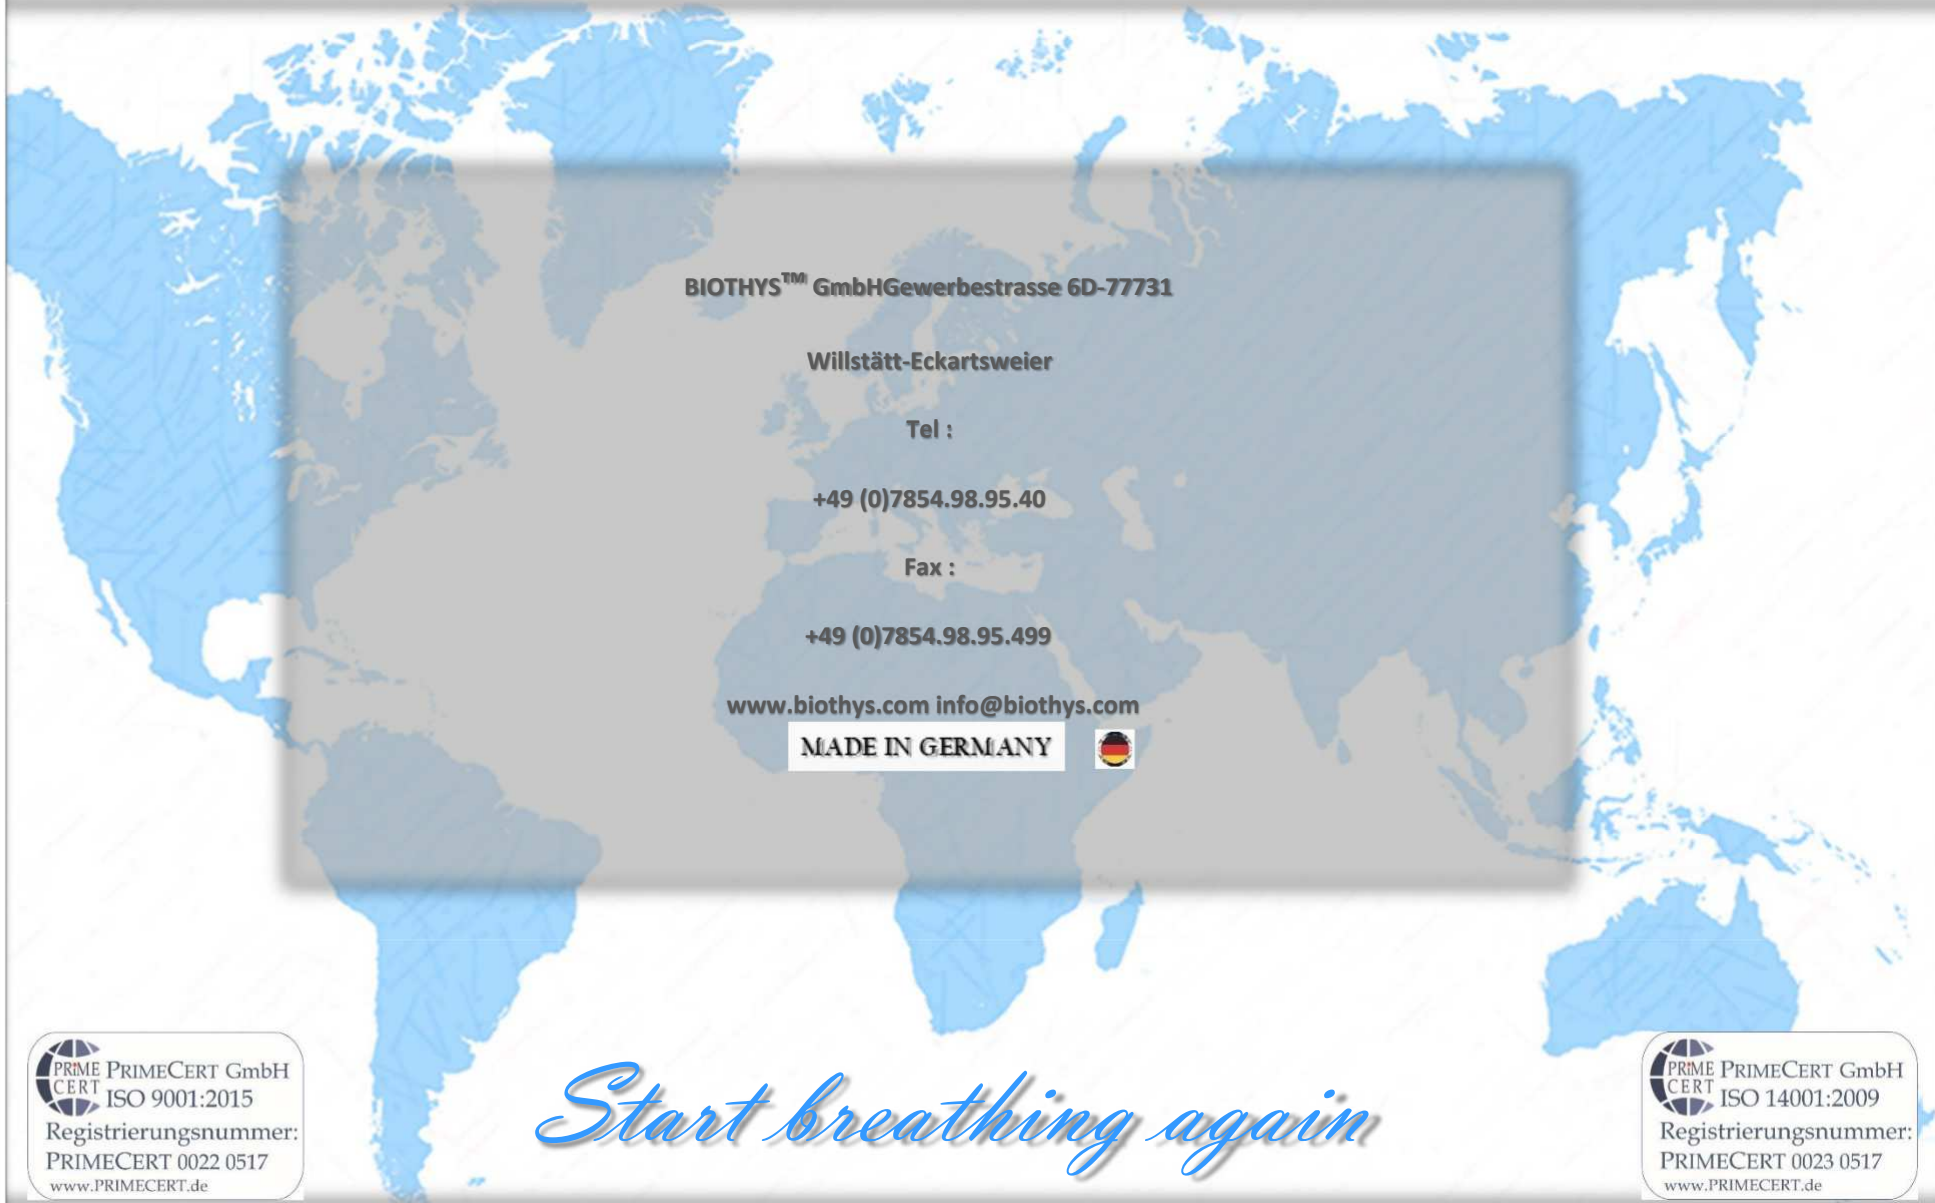 BIOTHYS™ GmbHGewerbestrasse 6D-77731
Willstätt-Eckartsweier
Tel :
+49 (0)7854.98.95.40
Fax :
+49 (0)7854.98.95.499
www.biothys.com info@biothys.com
MADE IN GERMANY
PRIME CERT
PRIMECERT GmbH
ISO 9001:2015
Registrierungsnummer:
PRIMECERT 0022 0517
www.PRIMECERT.de
Start breathing again
PRIME CERT
PRIMECERT GmbH
ISO 14001:2009
Registrierungsnummer:
PRIMECERT 0023 0517
www.PRIMECERT.de